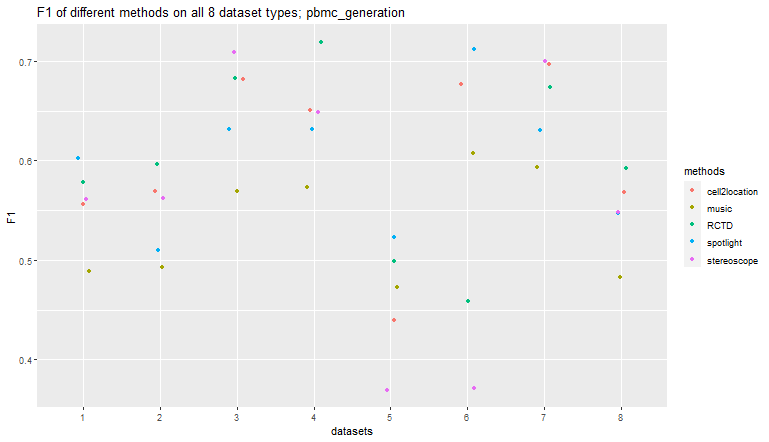 F1 of different methods on all 8 dataset types; pbmc_generation
0.7
0.6
0.5
0.4
F1
1 2 3 4 5 6 7 8
datasets
methods
cell2location
music
RCTD
spotlight
stereoscope